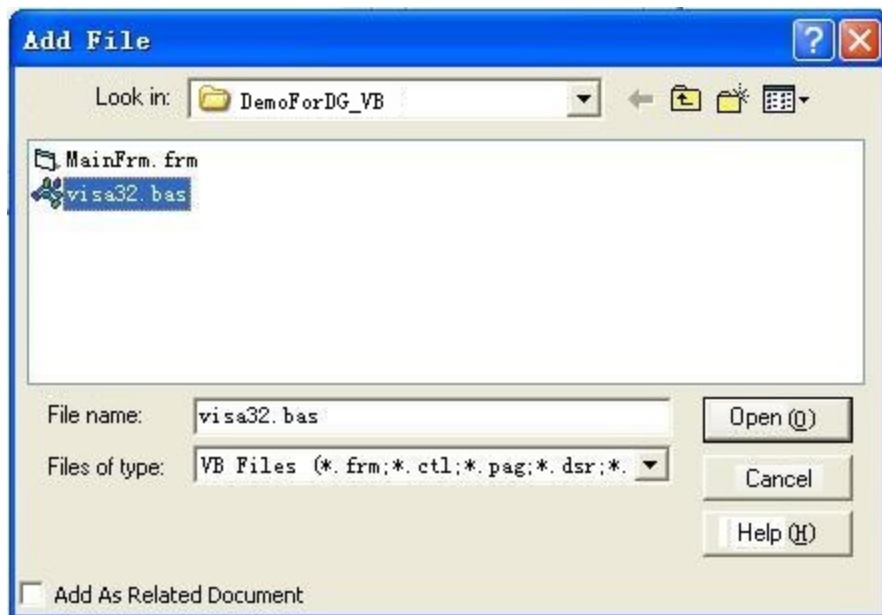 Add File
Look in: DemoForDG_VB
MainFrm.frm
visa32.bas
File name: visa32.bas Open (O)
Files of type: VB Files (*.frm;*.ctl;*.pag;*.dsr;*.
Cancel
Help (H)
Add As Related Document